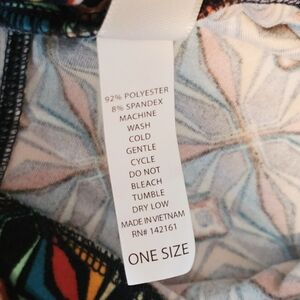 92% POLYESTER
8% SPANDEX
MACHINE
WASH
COLD
GENTLE
CYCLE
DO NOT
BLEACH
TUMBLE
DRY LOW
MADE IN VIETNAM
RN# 142161
ONE SIZE